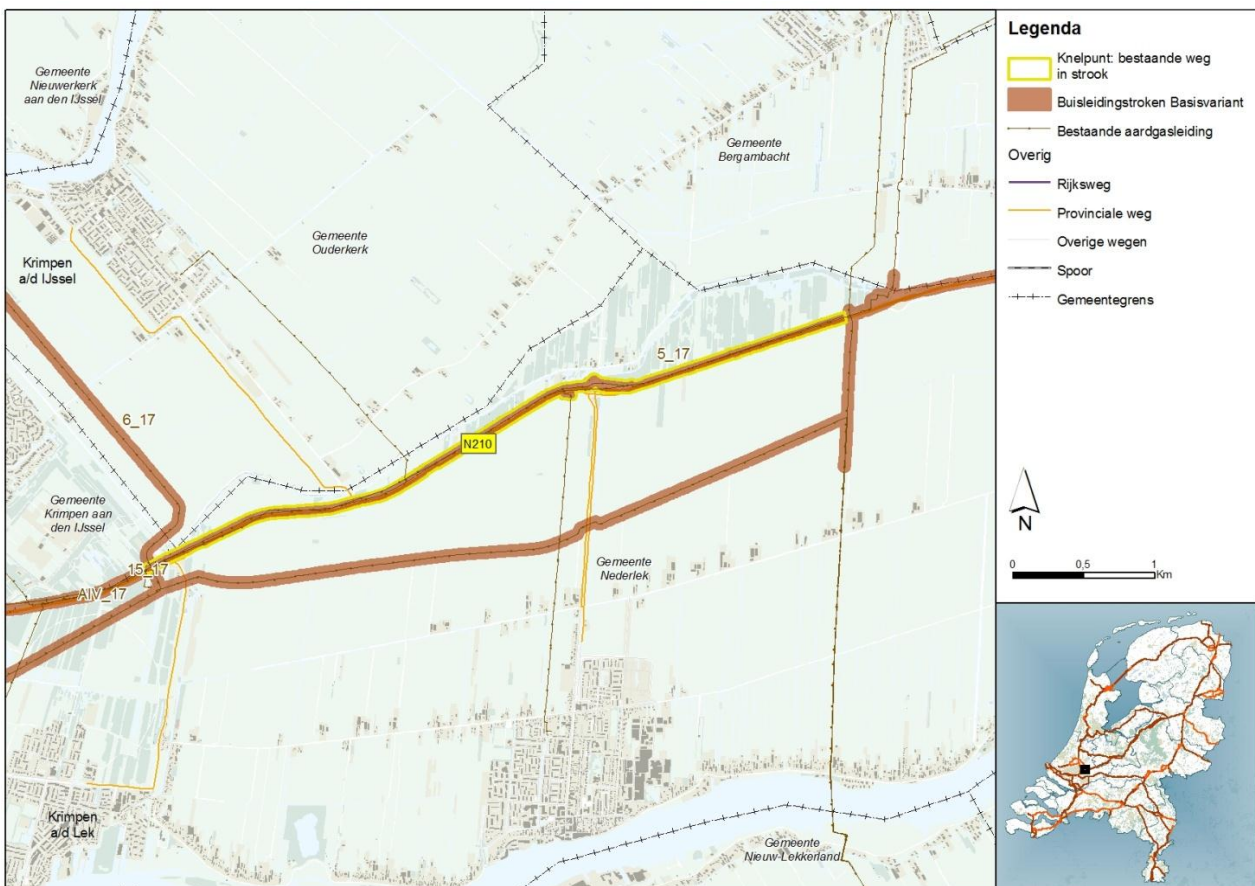 Gemeente
Nieuwerkerk
aan den IJssel
Gemeente
Bergambacht
Krimpen
a/d IJssel
Gemeente
Ouderkerk
5_17
6_17
N210
Gemeente
Krimpen aan
den IJssel
15_17
AIV_17
Gemeente
Nederlek
Krimpen
a/d Lek
Gemeente
Nieuw-Lekkerland
Legenda
Knelpunt: bestaande weg
in strook
Buisleidingstroken Basisvariant
Bestaande aardgasleiding
Overig
Rijksweg
Provinciale weg
Overige wegen
Spoor
Gemeentegrens
N
0 0,5 1
Km